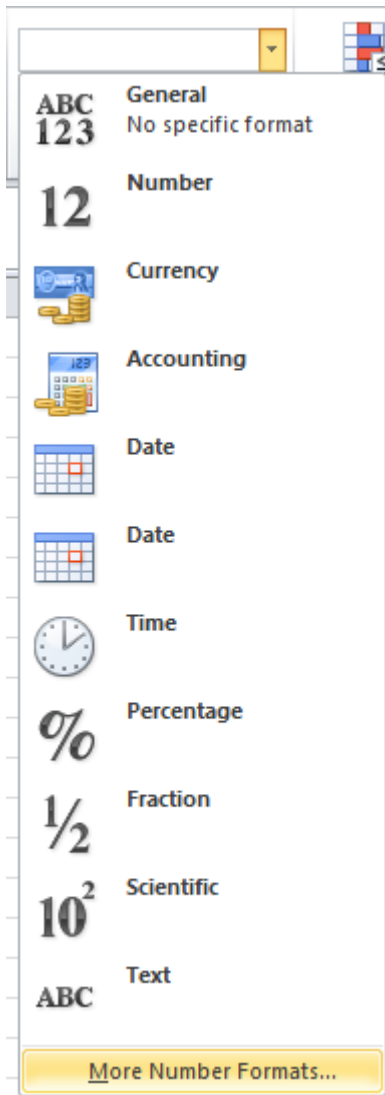 ABC
123
General
No specific format
12
Number
Currency
123
Accounting
Date
Date
Time
%
Percentage
1/2
Fraction
10²
Scientific
ABC
Text
More Number Formats...